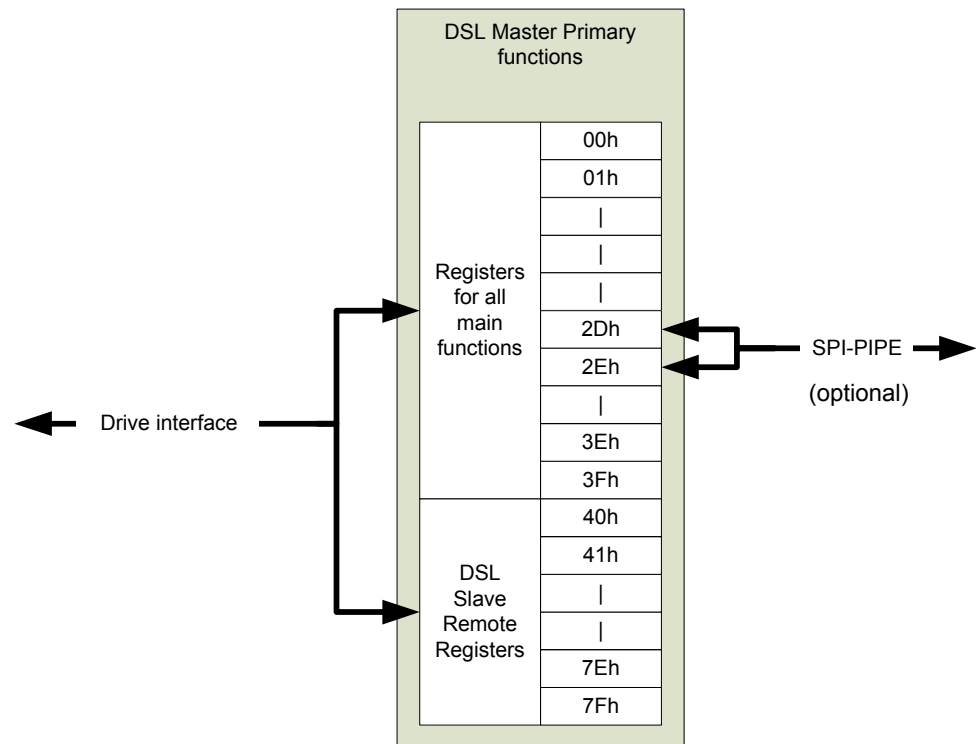 DSL Master Primary
functions
Registers
for all
main
functions
00h
01h
|
|
|
2Dh
2Eh
|
3Eh
3Fh
DSL
Slave
Remote
Registers
40h
41h
|
|
7Eh
7Fh
Drive interface
SPI-PIPE
(optional)